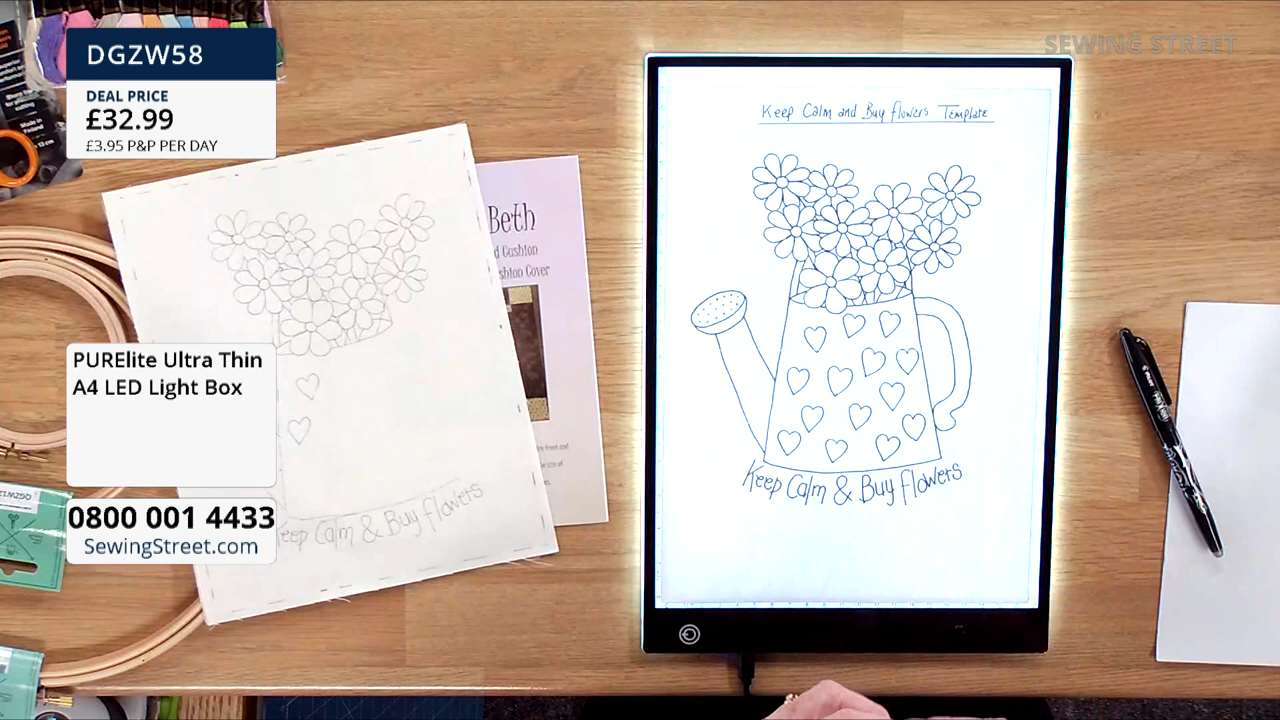 DGZW58
DEAL PRICE
£32.99
£3.95 P&P PER DAY
SEWING STREET
Keep Calm and Buy flowers Template
Keep Calm & Buy flowers
Beth
Cushion
Cushion Cover
PURElite Ultra Thin
A4 LED Light Box
Keep Calm & Buy flowers
0800 001 4433
SewingStreet.com